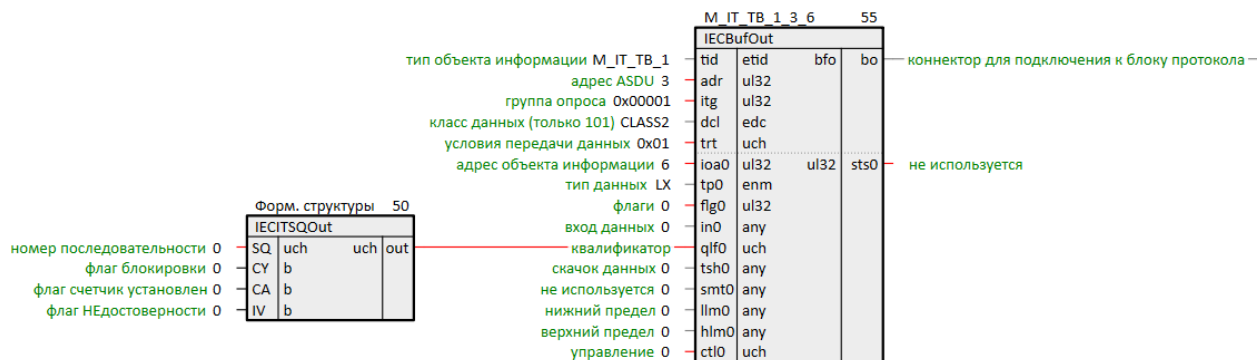 M_IT_TB_1_3_6 55
IECBufOut
тип объекта информации M_IT_TB_1 tid etid bfo bo коннектор для подключения к блоку протокола
адрес ASDU 3 adr ul32
группа опроса 0x00001 itg ul32
класс данных (только 101) CLASS2 dcl edc
условия передачи данных 0x01 trt uch
адрес объекта информации 6 ioa0 ul32 ul32 sts0 не используется
тип данных LX tp0 enm
флаги 0 flg0 ul32
Форм. структуры 50
IECITSQOut
вход данных 0 in0 any
номер последовательности 0 SQ uch uch out квалификатор qlf0 uch
флаг блокировки 0 CY b скачок данных 0 tsh0 any
флаг счетчик установлен 0 CA b не используется 0 smt0 any
флаг НЕдостоверности 0 IV b нижний предел 0 llm0 any
верхний предел 0 hlm0 any
управление 0 ctl0 uch